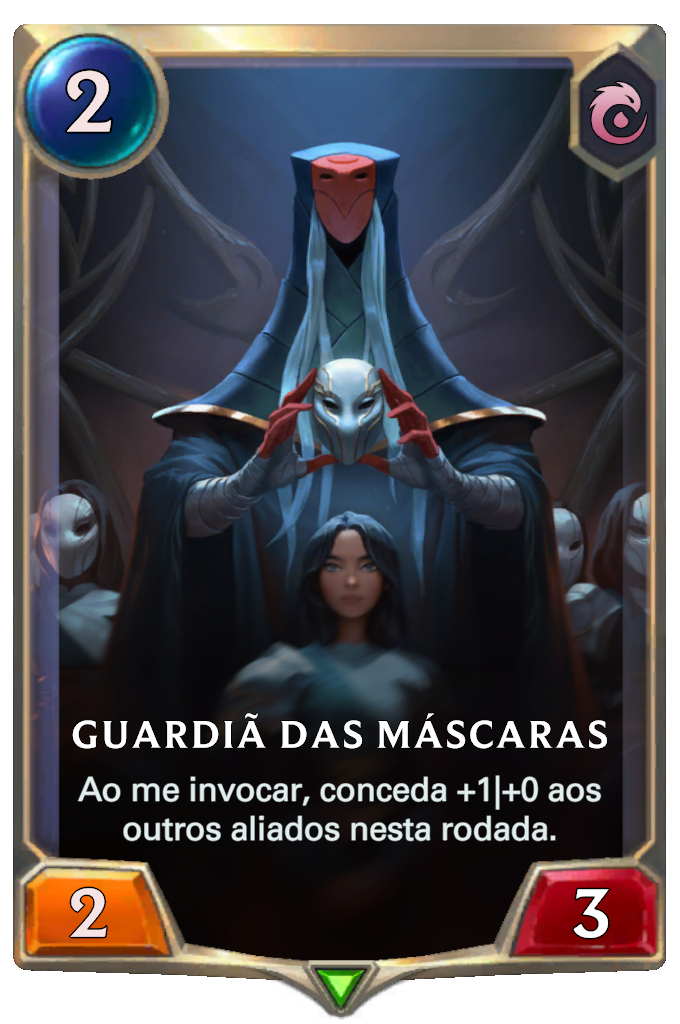 2
GUARDIÃ DAS MÁSCARAS
Ao me invocar, conceda +1|+0 aos
outros aliados nesta rodada.
2
3